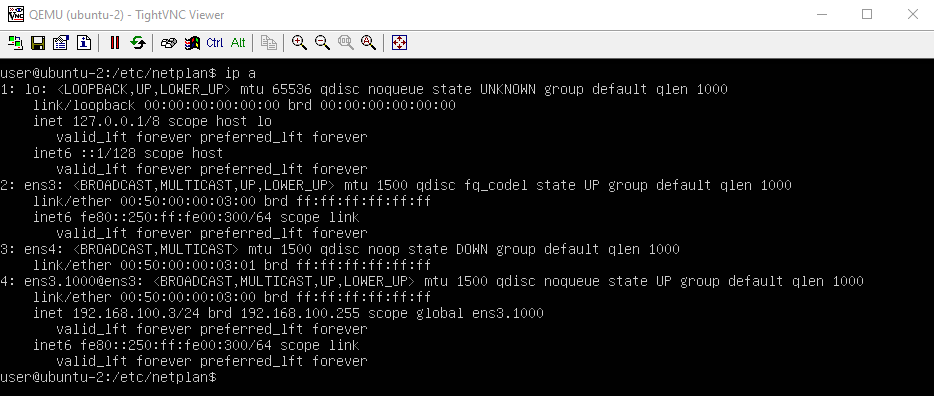 QEMU (ubuntu-2) - TightVNC Viewer
Ctrl Alt
user@ubuntu-2:/etc/netplan$ ip a
1: lo: <LOOPBACK,UP,LOWER_UP> mtu 65536 qdisc noqueue state UNKNOWN group default qlen 1000
    link/loopback 00:00:00:00:00:00 brd 00:00:00:00:00:00
    inet 127.0.0.1/8 scope host lo
       valid_lft forever preferred_lft forever
    inet6 ::1/128 scope host
       valid_lft forever preferred_lft forever
2: ens3: <BROADCAST,MULTICAST,UP,LOWER_UP> mtu 1500 qdisc fq_codel state UP group default qlen 1000
    link/ether 00:50:00:00:03:00 brd ff:ff:ff:ff:ff:ff
    inet6 fe80::250:ff:fe00:300/64 scope link
       valid_lft forever preferred_lft forever
3: ens4: <BROADCAST,MULTICAST> mtu 1500 qdisc noop state DOWN group default qlen 1000
    link/ether 00:50:00:00:03:01 brd ff:ff:ff:ff:ff:ff
4: ens3.1000@ens3: <BROADCAST,MULTICAST,UP,LOWER_UP> mtu 1500 qdisc noqueue state UP group default qlen 1000
    link/ether 00:50:00:00:03:00 brd ff:ff:ff:ff:ff:ff
    inet 192.168.100.3/24 brd 192.168.100.255 scope global ens3.1000
       valid_lft forever preferred_lft forever
    inet6 fe80::250:ff:fe00:300/64 scope link
       valid_lft forever preferred_lft forever
user@ubuntu-2:/etc/netplan$